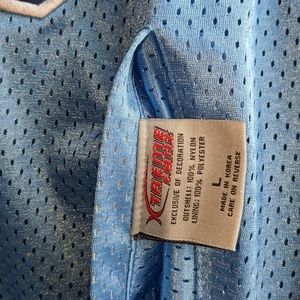 XTREME
EXCLUSIVE OF DECORATION
OUTSHELL: 100% NYLON
LINING: 100% POLYESTER
L
MADE IN KOREA
CARE ON REVERSE